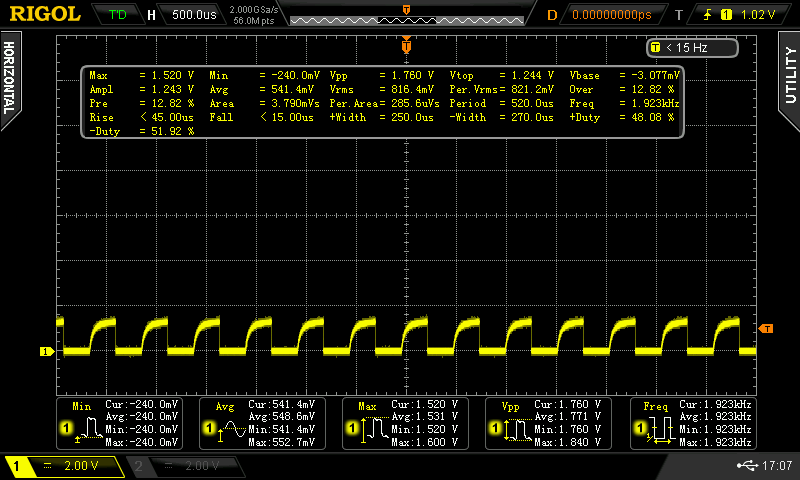 RIGOL T'D H 500.0us 2.000GSa/s 56.0M pts T D 0.00000000ps T 1 1.02 V
HORIZONTAL
UTILITY
T < 15 Hz
Max = 1.520 V Min = -240.0mV Vpp = 1.760 V Vtop = 1.244 V Vbase = -3.077mV
Ampl = 1.243 V Avg = 541.4mV Vrms = 816.4mV Per.Vrms= 821.2mV Over = 12.82 %
Pre = 12.82 % Area = 3.790mVs Per.Area= 285.6uVs Period = 520.0us Freq = 1.923kHz
Rise < 45.00us Fall < 15.00us +Width = 250.0us -Width = 270.0us +Duty = 48.08 %
-Duty = 51.92 %
T
T
1
Min
1
Cur:-240.0mV
Avg:-240.0mV
Min:-240.0mV
Max:-240.0mV
Avg
1
Cur:541.4mV
Avg:548.6mV
Min:541.4mV
Max:552.7mV
Max
1
Cur:1.520 V
Avg:1.531 V
Min:1.520 V
Max:1.600 V
Vpp
1
Cur:1.760 V
Avg:1.771 V
Min:1.760 V
Max:1.840 V
Freq
1
Cur:1.923kHz
Avg:1.923kHz
Min:1.923kHz
Max:1.923kHz
1 2.00 V 2 2.00 V 17:07